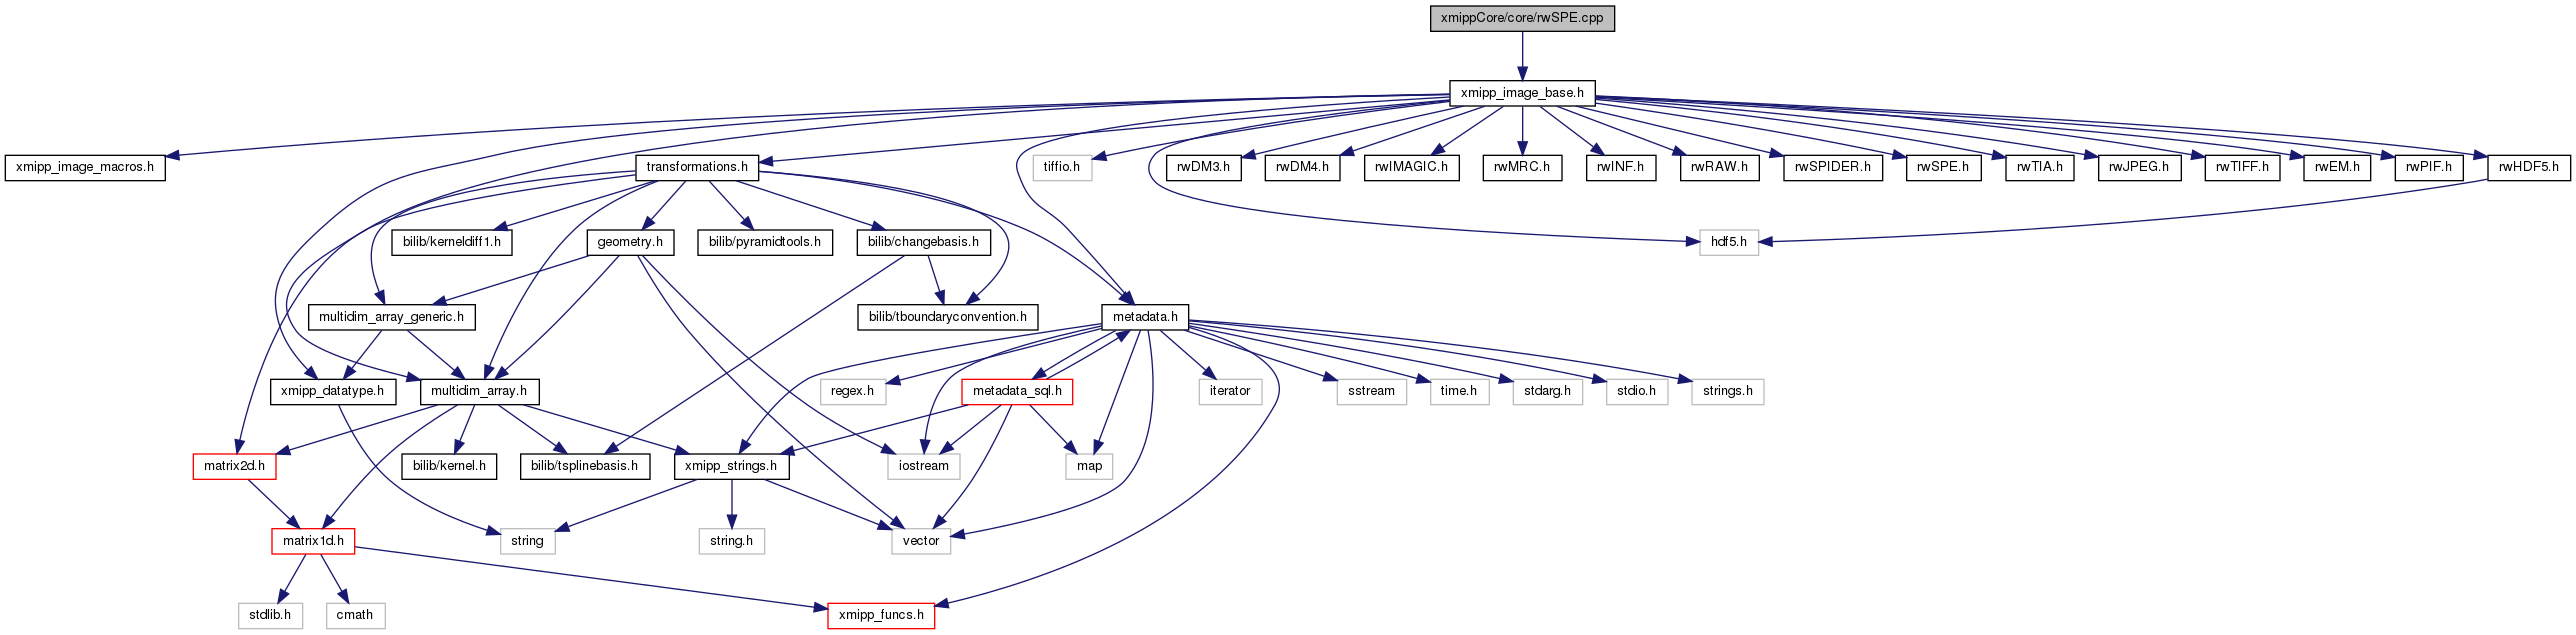 xmippCore/core/rwSPE.cpp
xmipp_image_base.h
xmipp_image_macros.h
transformations.h
tiffio.h
rwDM3.h
rwDM4.h
rwIMAGIC.h
rwMRC.h
rwINF.h
rwRAW.h
rwSPIDER.h
rwSPE.h
rwTIA.h
rwJPEG.h
rwTIFF.h
rwEM.h
rwPIF.h
rwHDF5.h
bilib/kerneldiff1.h
geometry.h
bilib/pyramidtools.h
bilib/changebasis.h
hdf5.h
multidim_array_generic.h
bilib/tboundaryconvention.h
metadata.h
xmipp_datatype.h
multidim_array.h
regex.h
metadata_sql.h
iterator
sstream
time.h
stdarg.h
stdio.h
strings.h
matrix2d.h
bilib/kernel.h
bilib/tsplinebasis.h
xmipp_strings.h
iostream
map
matrix1d.h
string
string.h
vector
stdlib.h
cmath
xmipp_funcs.h